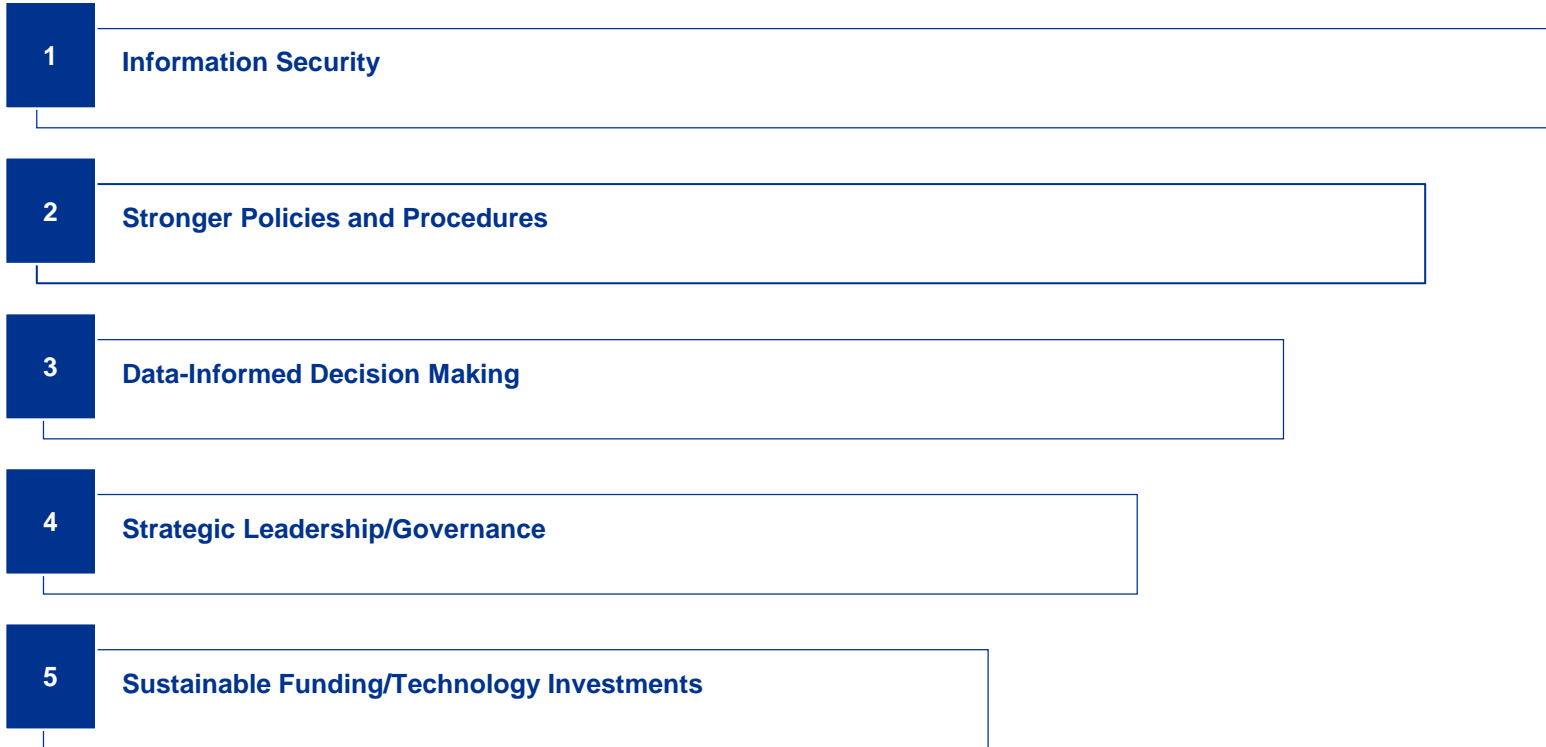 1
Information Security
2
Stronger Policies and Procedures
3
Data-Informed Decision Making
4
Strategic Leadership/Governance
5
Sustainable Funding/Technology Investments